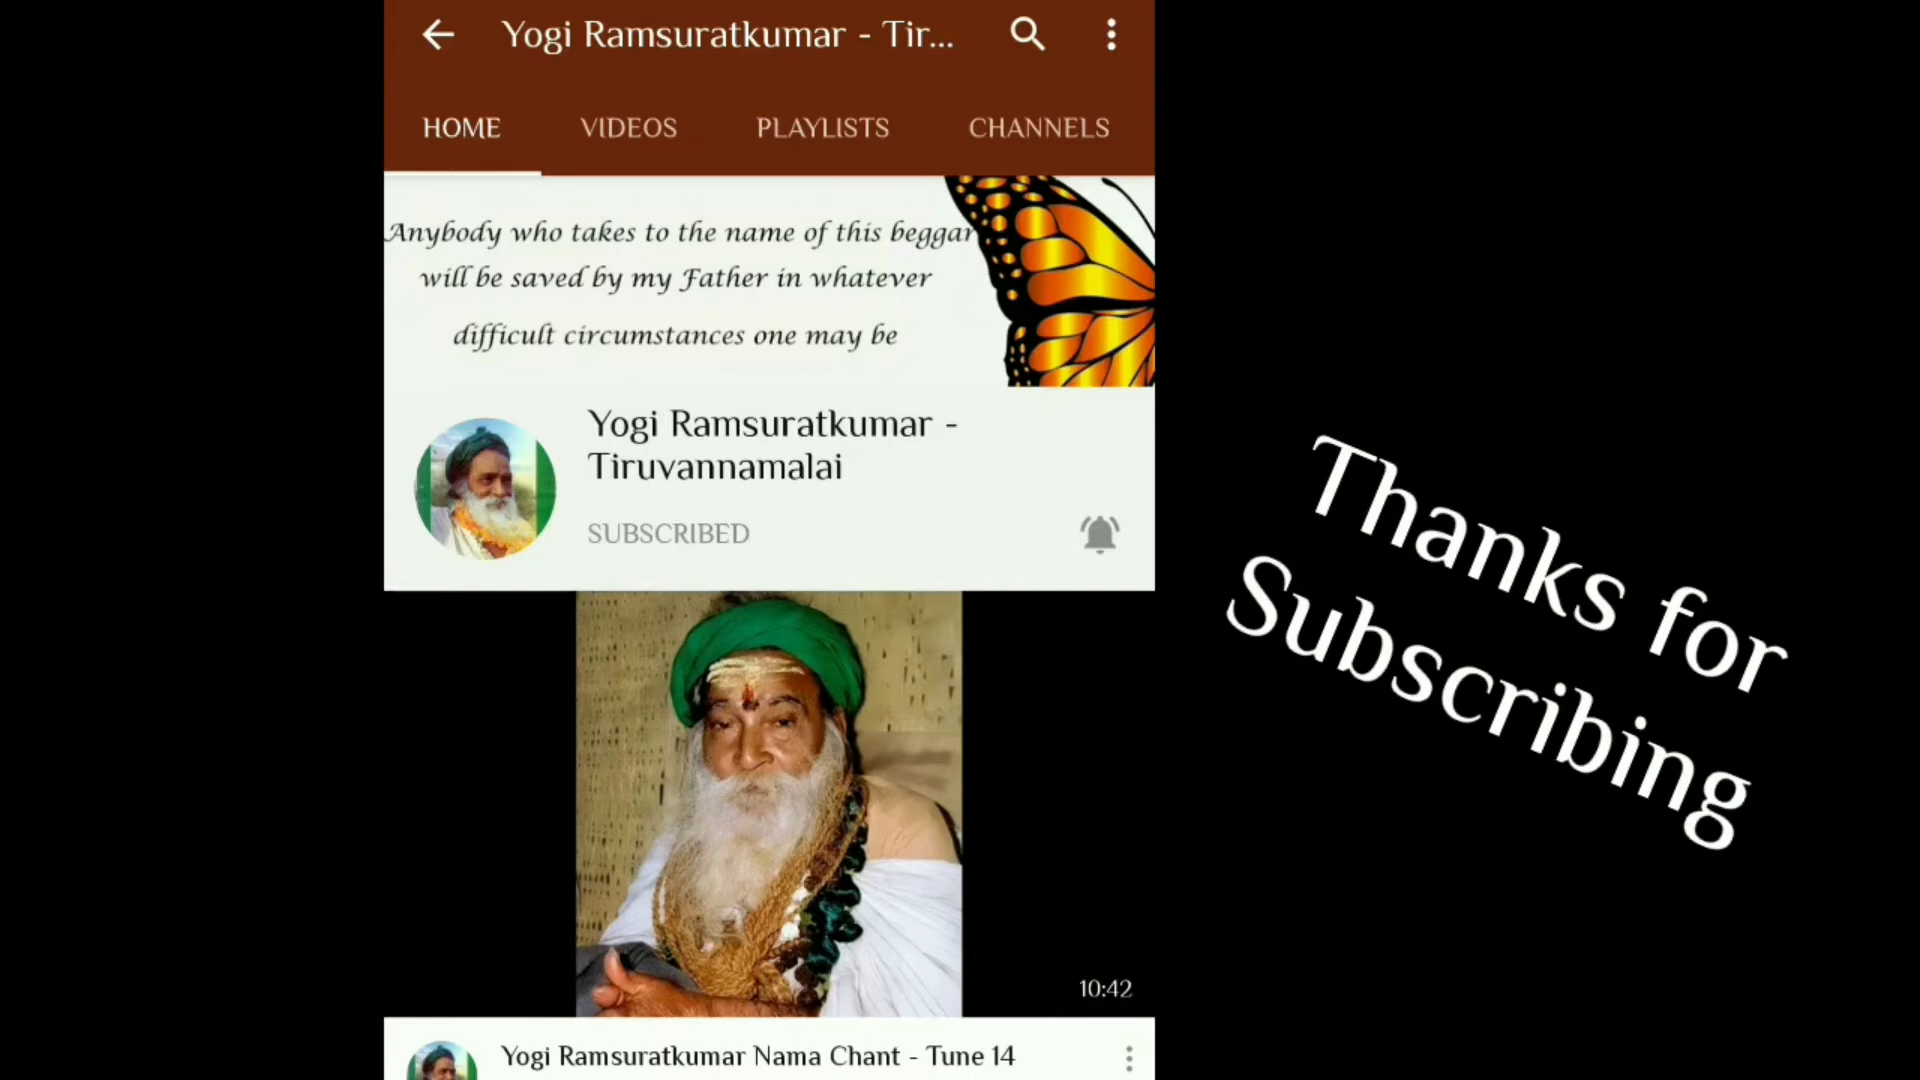 Yogi Ramsuratkumar - Tir...
HOME VIDEOS PLAYLISTS CHANNELS
Anybody who takes to the name of this beggar
will be saved by my Father in whatever
difficult circumstances one may be
Yogi Ramsuratkumar -
Tiruvannamalai
SUBSCRIBED
10:42
Yogi Ramsuratkumar Nama Chant - Tune 14
Thanks for
Subscribing